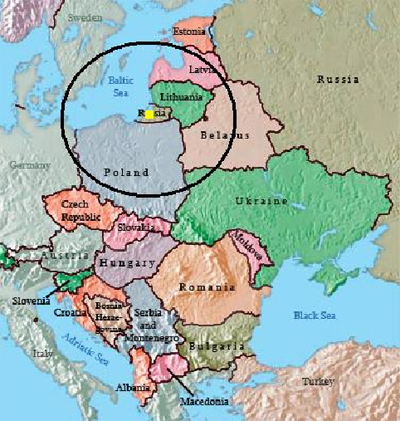 Sweden
Estonia
Baltic
Sea
Latvia
Russia
Lithuania
Russia
Belarus
Germany
Poland
Ukraine
Czech
Republic
Slovakia
Moldova
Austria
Hungary
Romania
Slovenia
Croatia
Bosnia
Herze-
Bovina
Serbia
and
Montenegro
Black Sea
Italy
Adriatic Sea
Bulgaria
Albania
Turkey
Macedonia